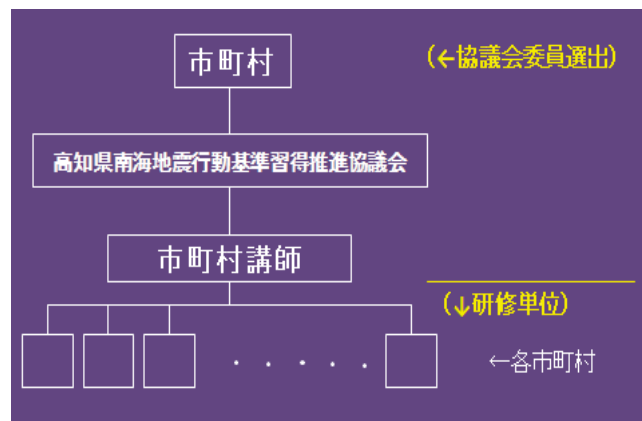 市町村
(←協議会委員選出)
高知県南海地震行動基準習得推進協議会
市町村講師
(↓研修単位)
・・・・・
←各市町村